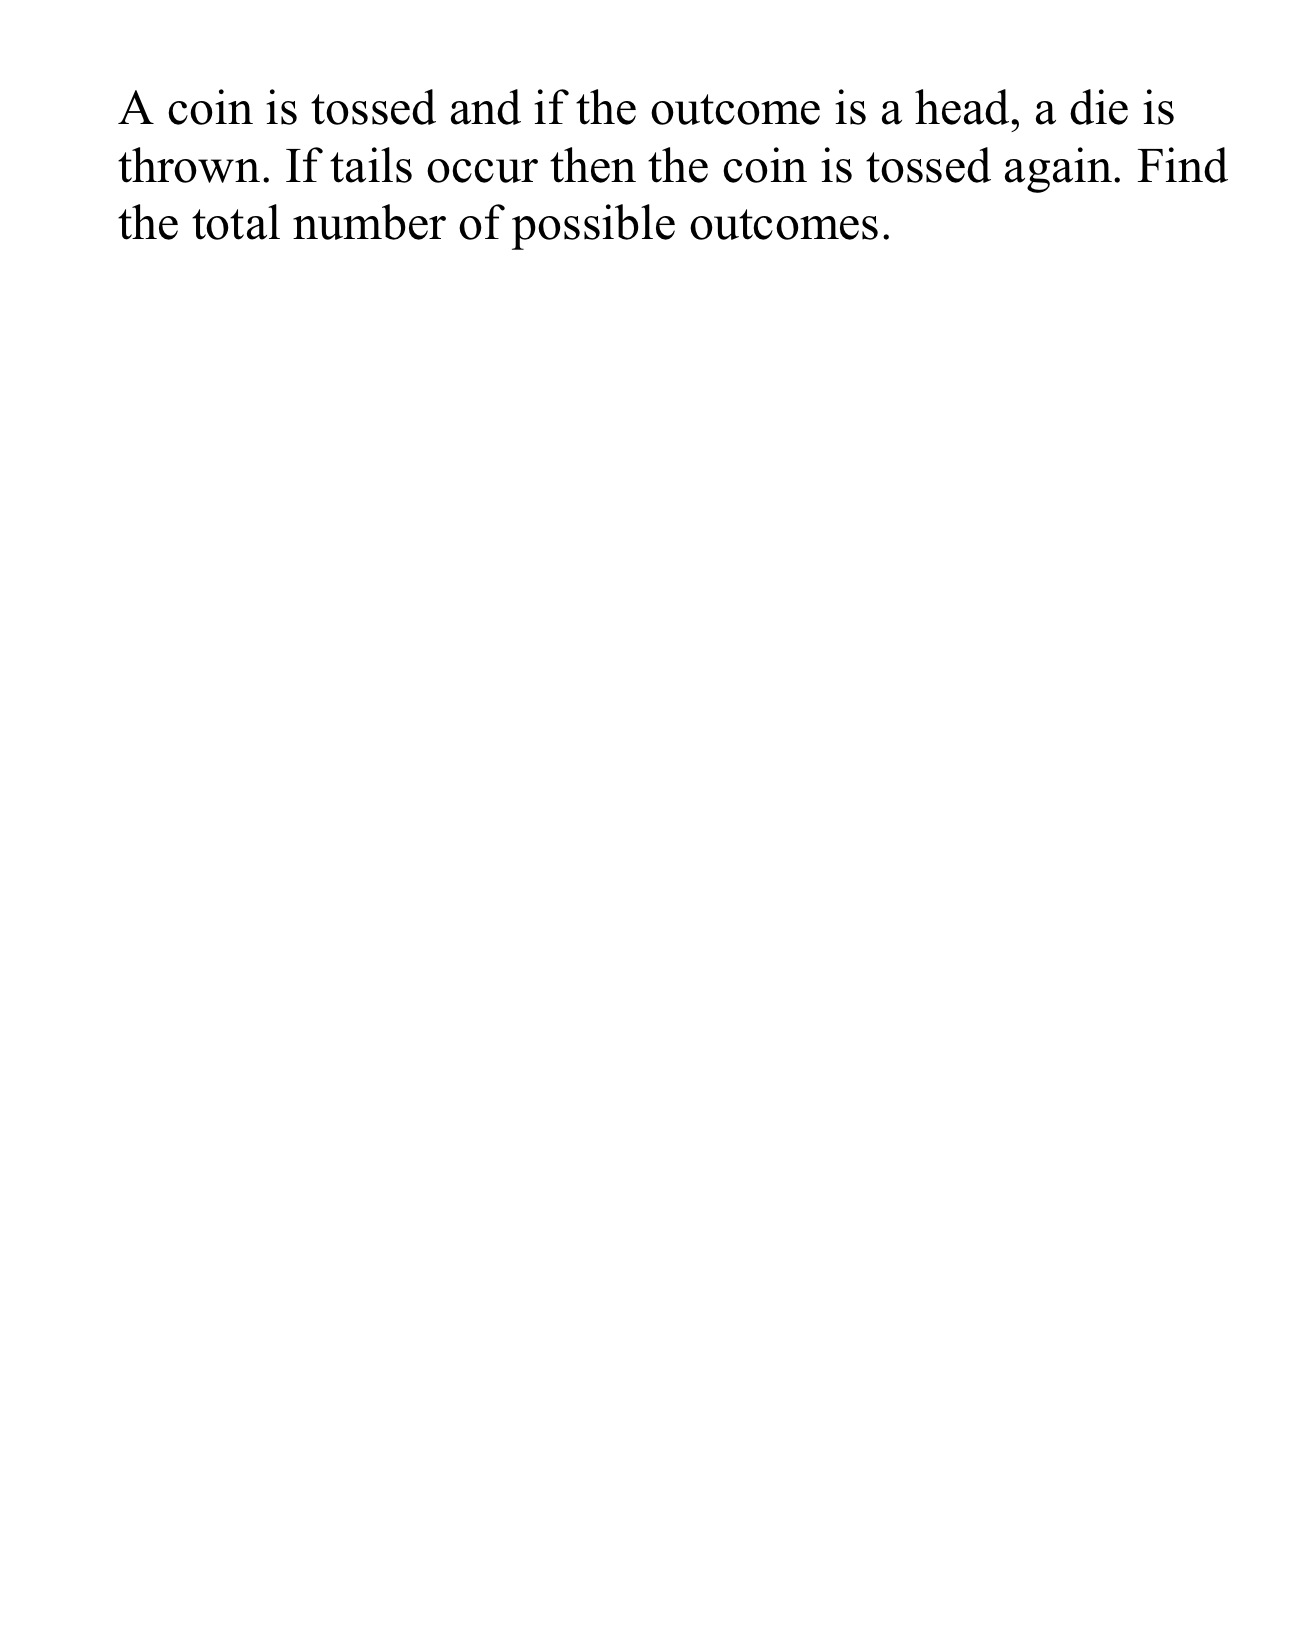 A coin is tossed and if the outcome is a head, a die is
thrown. If tails occur then the coin is tossed again. Find
the total number of possible outcomes.